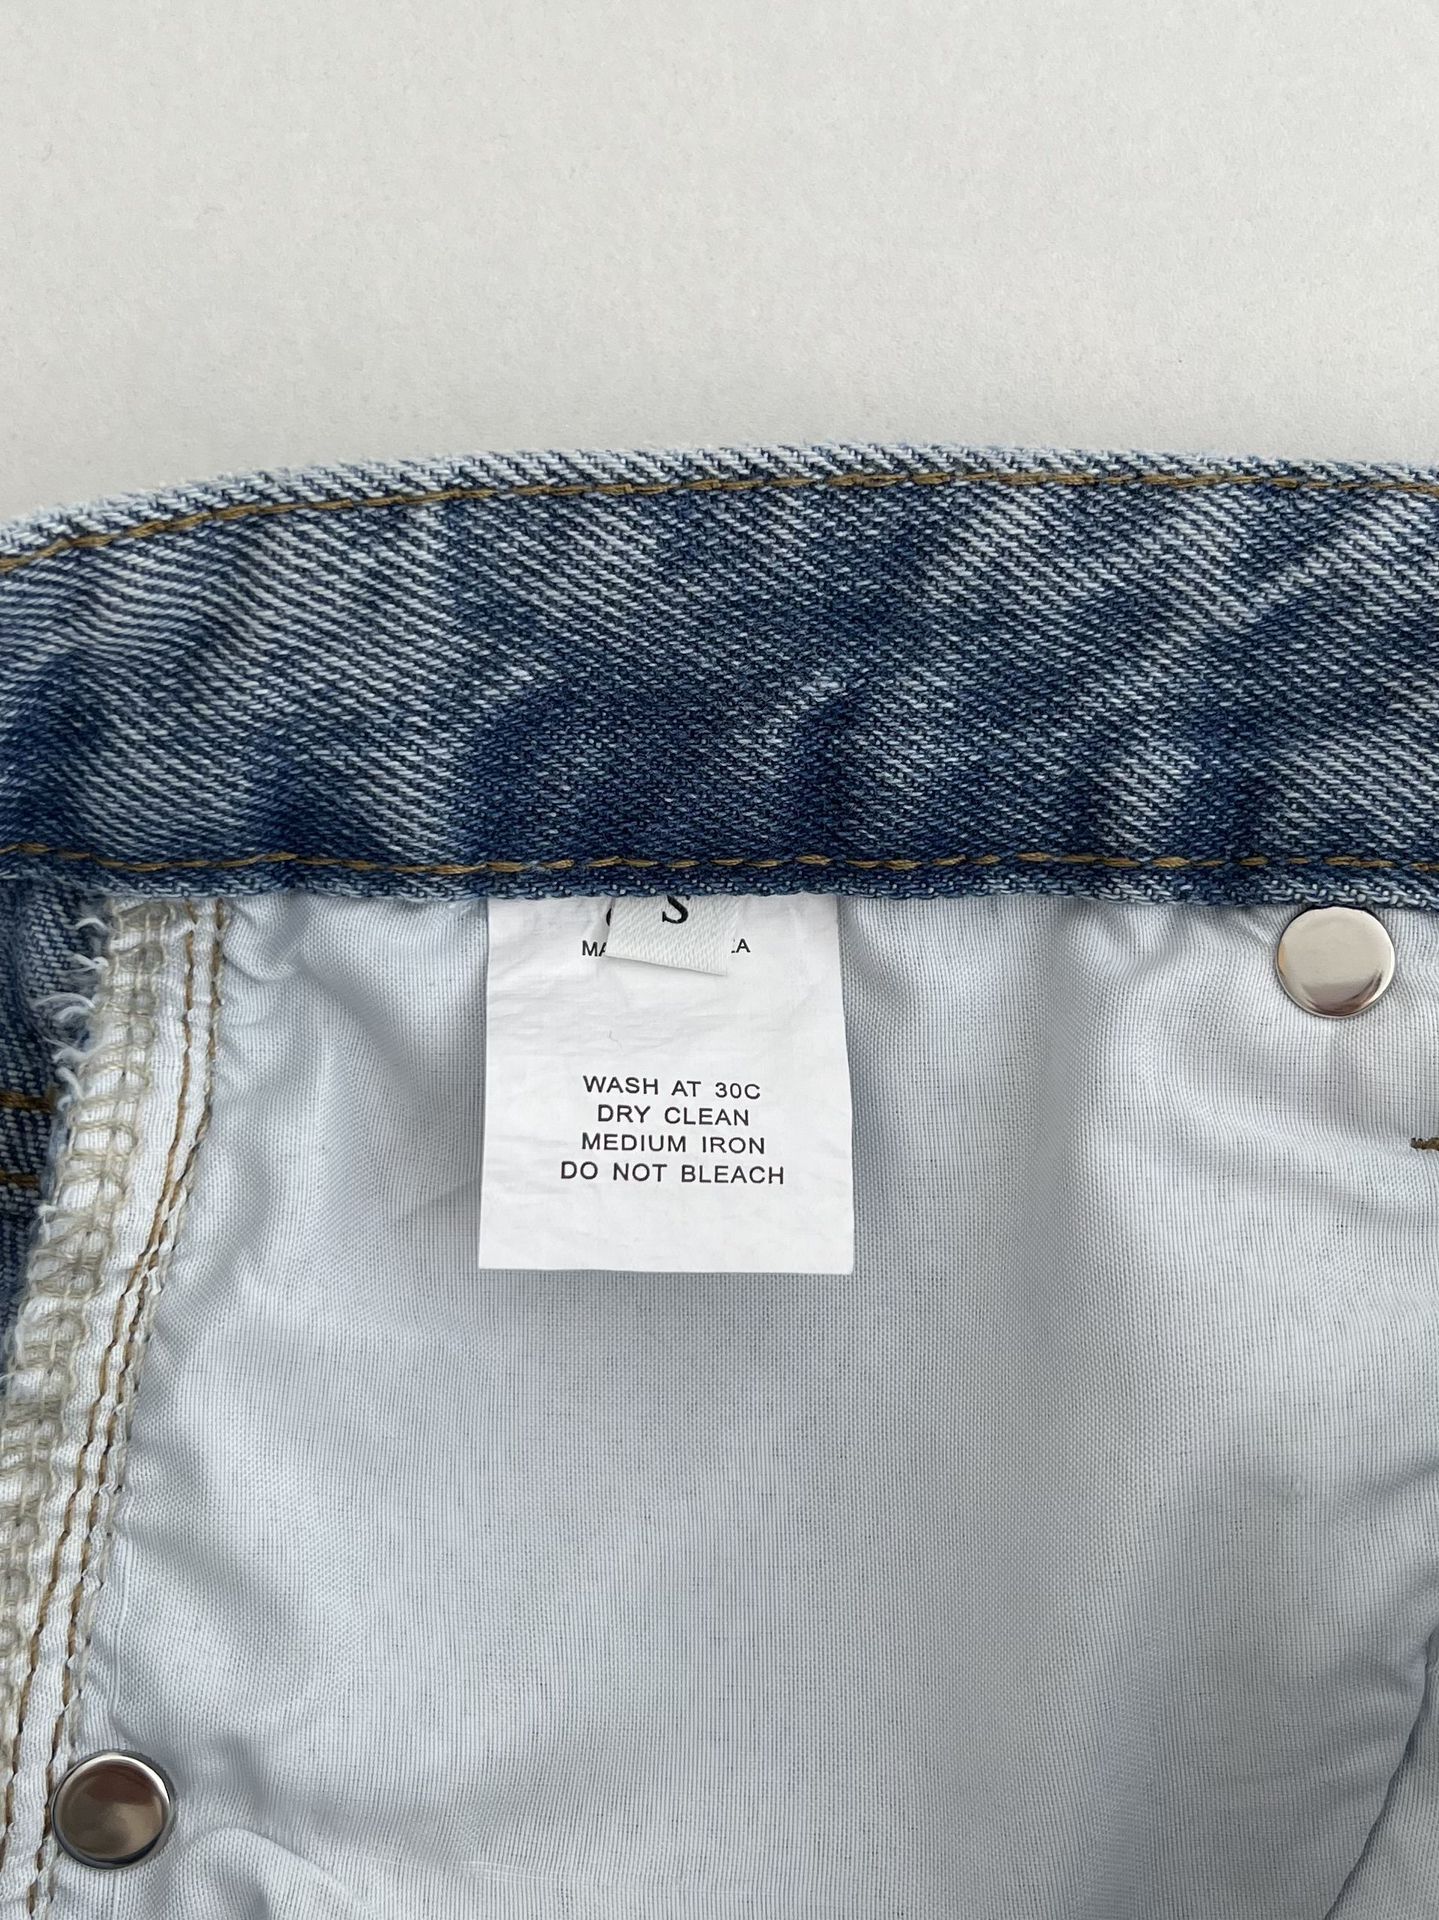 S
WASH AT 30C
DRY CLEAN
MEDIUM IRON
DO NOT BLEACH